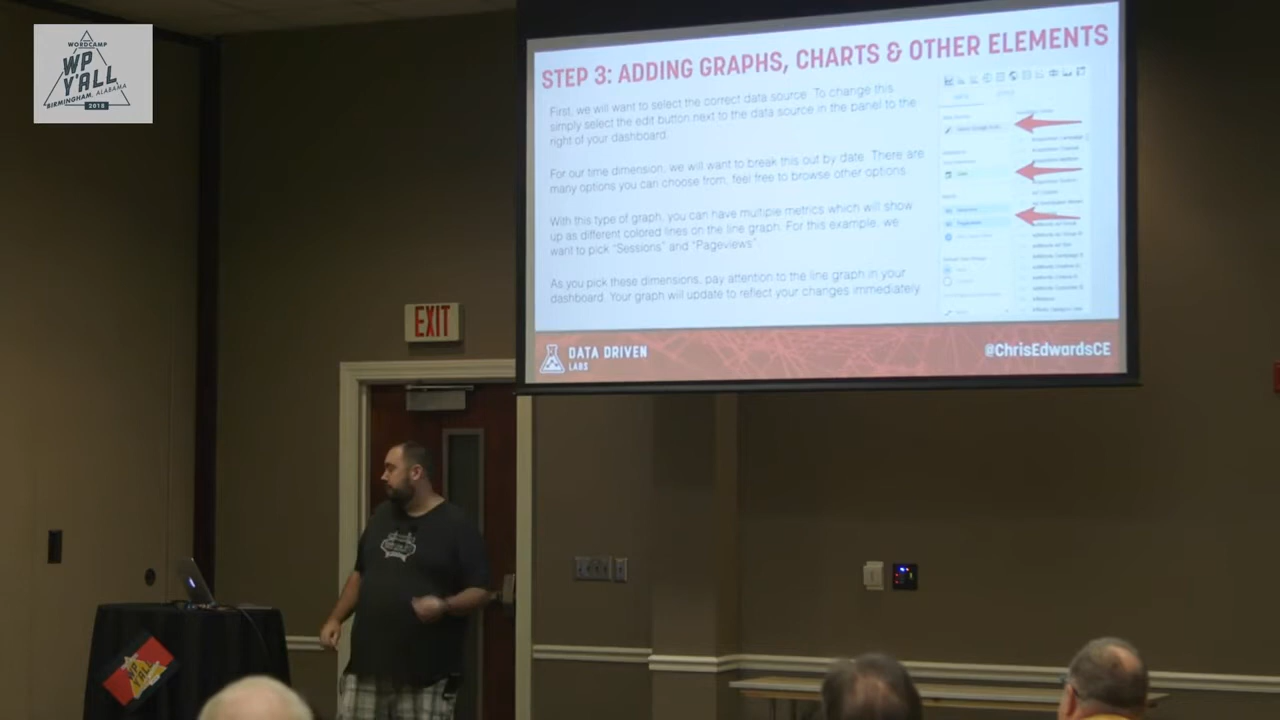 WORDCAMP
WP
Y'ALL
BIRMINGHAM, ALABAMA
2018
STEP 3: ADDING GRAPHS, CHARTS & OTHER ELEMENTS
First, we will want to select the correct data source. To change this
simply select the edit button next to the data source in the panel to the
right of your dashboard.
For our time dimension, we will want to break this out by date. There are
many options you can choose from, feel free to browse other options.
With this type of graph, you can have multiple metrics which will show
up as different colored lines on the line graph. For this example, we
want to pick "Sessions" and "Pageviews".
As you pick these dimensions, pay attention to the line graph in your
dashboard. Your graph will update to reflect your changes immediately.
DATA DRIVEN
LABS
@ChrisEdwardsCE
EXIT
WP
Y'ALL